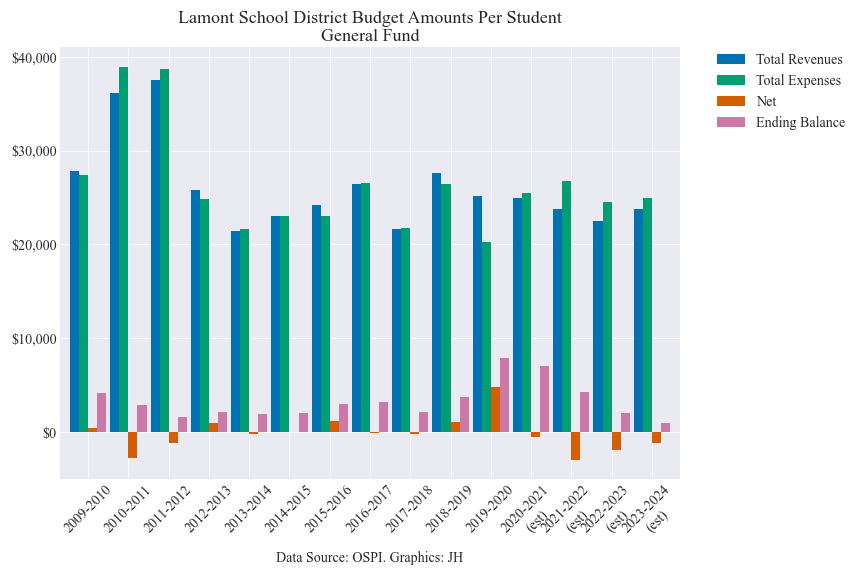 Lamont School District Budget Amounts Per Student
General Fund
$40,000
$30,000
$20,000
$10,000
$0
Total Revenues
Total Expenses
Net
Ending Balance
2009-2010
2010-2011
2011-2012
2012-2013
2013-2014
2014-2015
2015-2016
2016-2017
2017-2018
2018-2019
2019-2020
2020-2021
(est)
2021-2022
(est)
2022-2023
(est)
2023-2024
(est)
Data Source: OSPI. Graphics: JH